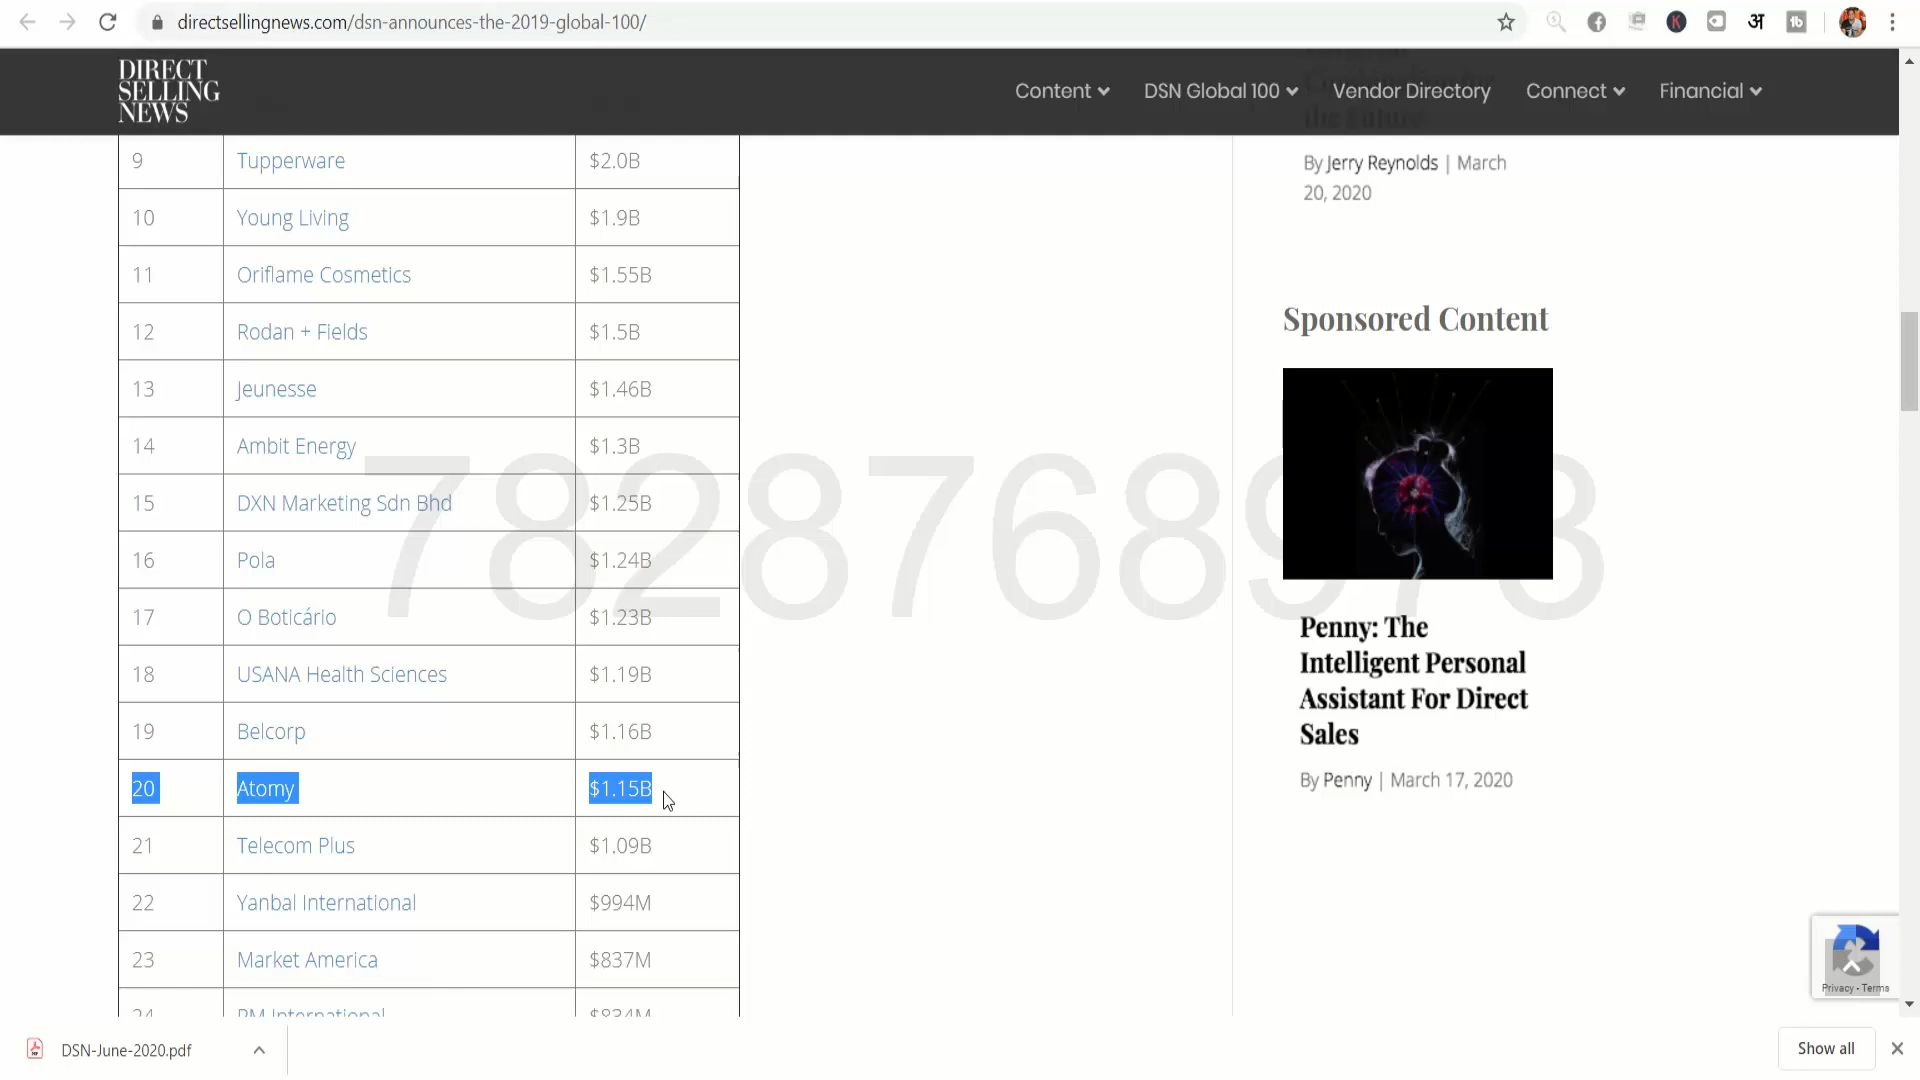 directsellingnews.com/dsn-announces-the-2019-global-100/
DIRECT
SELLING
NEWS
Content
DSN Global 100
Vendor Directory
Connect
Financial
9 Tupperware $2.0B
10 Young Living $1.9B
11 Oriflame Cosmetics $1.55B
12 Rodan + Fields $1.5B
13 Jeunesse $1.46B
14 Ambit Energy $1.3B
15 DXN Marketing Sdn Bhd $1.25B
16 Pola $1.24B
17 O Boticário $1.23B
18 USANA Health Sciences $1.19B
19 Belcorp $1.16B
20 Atomy $1.15B
21 Telecom Plus $1.09B
22 Yanbal International $994M
23 Market America $837M
24 PM International $834M
By Jerry Reynolds | March
20, 2020
Sponsored Content
Penny: The
Intelligent Personal
Assistant For Direct
Sales
By Penny | March 17, 2020
Privacy - Terms
DSN-June-2020.pdf
Show all